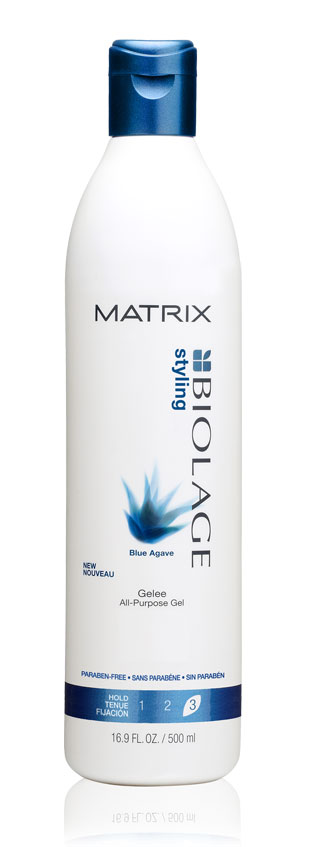 MATRIX
BIOLAGE
styling
Blue Agave
NEW
NOUVEAU
Gelee
All-Purpose Gel
PARABEN-FREE • SANS PARABÈNE • SIN PARABÉN
HOLD
TENUE
FIJACIÓN
1 2 3
16.9 FL. OZ. / 500 ml